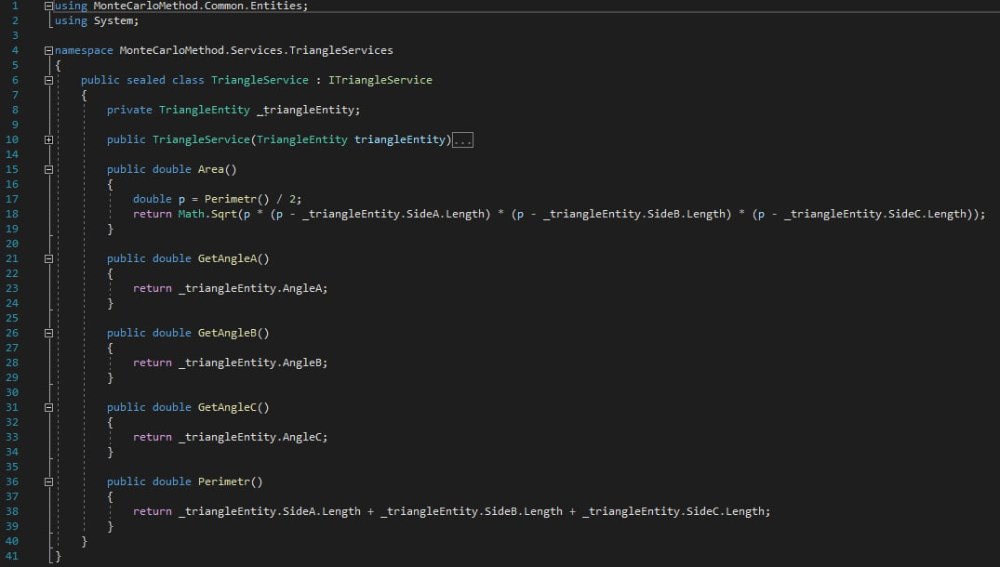 1 using MonteCarloMethod.Common.Entities;
2 using System;
3
4 namespace MonteCarloMethod.Services.TriangleServices
5 {
6 public sealed class TriangleService : ITriangleService
7 {
8 private TriangleEntity _triangleEntity;
9
10 public TriangleService(TriangleEntity triangleEntity)...
14
15 public double Area()
16 {
17 double p = Perimetr() / 2;
18 return Math.Sqrt(p * (p - _triangleEntity.SideA.Length) * (p - _triangleEntity.SideB.Length) * (p - _triangleEntity.SideC.Length));
19 }
20
21 public double GetAngleA()
22 {
23 return _triangleEntity.AngleA;
24 }
25
26 public double GetAngleB()
27 {
28 return _triangleEntity.AngleB;
29 }
30
31 public double GetAngleC()
32 {
33 return _triangleEntity.AngleC;
34 }
35
36 public double Perimetr()
37 {
38 return _triangleEntity.SideA.Length + _triangleEntity.SideB.Length + _triangleEntity.SideC.Length;
39 }
40 }
41 }